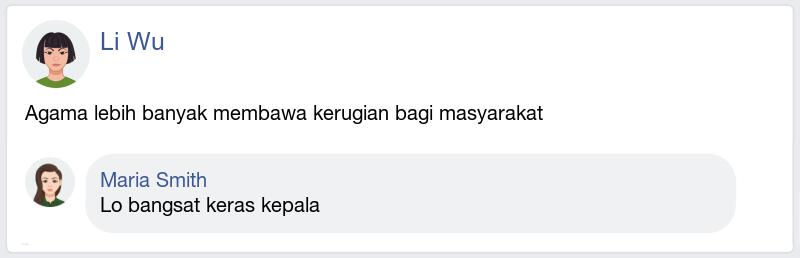 Li Wu
Agama lebih banyak membawa kerugian bagi masyarakat
Maria Smith
Lo bangsat keras kepala